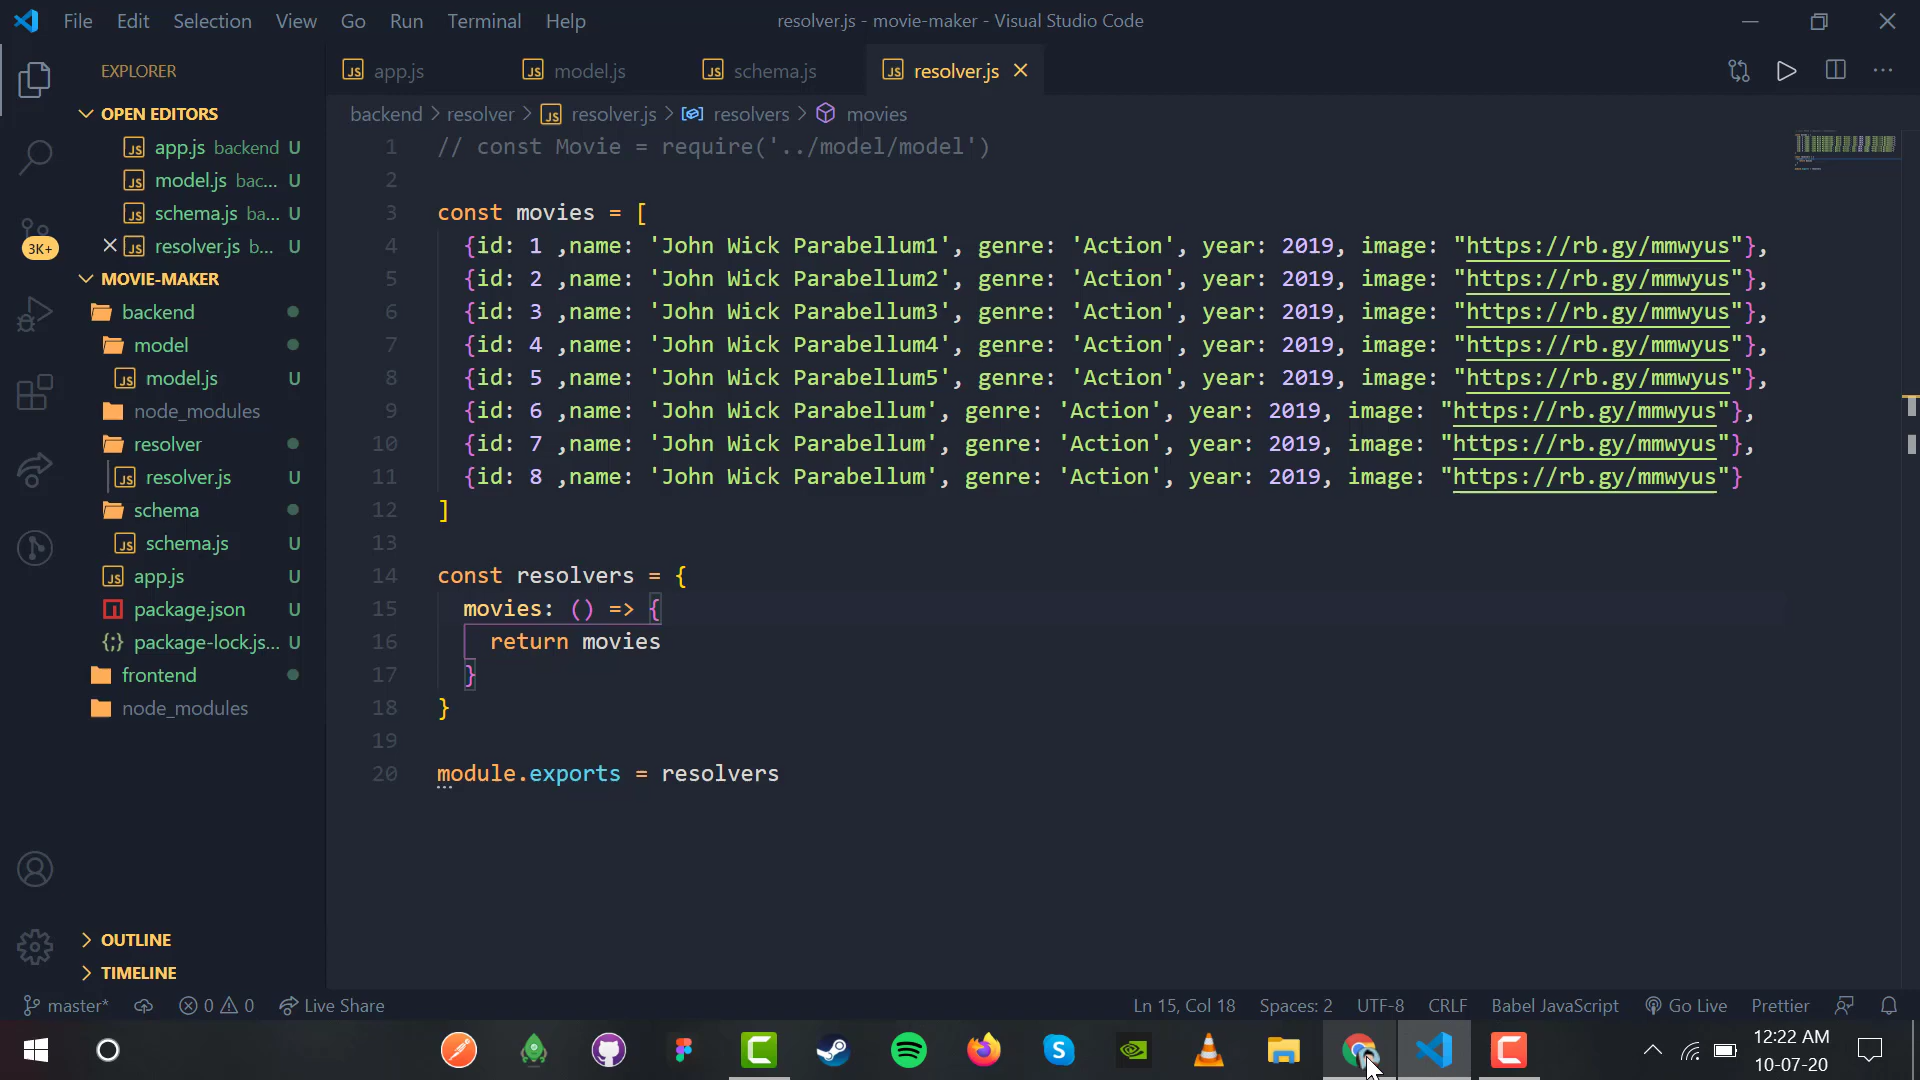 File Edit Selection View Go Run Terminal Help resolver.js - movie-maker - Visual Studio Code
EXPLORER
OPEN EDITORS
app.js backend U
model.js bac... U
schema.js ba... U
resolver.js b... U
3K+
MOVIE-MAKER
backend
model
model.js U
node_modules
resolver
resolver.js U
schema
schema.js U
app.js U
package.json U
package-lock.js... U
frontend
node_modules
OUTLINE
TIMELINE
app.js model.js schema.js resolver.js
backend > resolver > resolver.js > resolvers > movies
1 // const Movie = require('../model/model')
2
3 const movies = [
4 {id: 1 ,name: 'John Wick Parabellum1', genre: 'Action', year: 2019, image: "https://rb.gy/mmwyus"},
5 {id: 2 ,name: 'John Wick Parabellum2', genre: 'Action', year: 2019, image: "https://rb.gy/mmwyus"},
6 {id: 3 ,name: 'John Wick Parabellum3', genre: 'Action', year: 2019, image: "https://rb.gy/mmwyus"},
7 {id: 4 ,name: 'John Wick Parabellum4', genre: 'Action', year: 2019, image: "https://rb.gy/mmwyus"},
8 {id: 5 ,name: 'John Wick Parabellum5', genre: 'Action', year: 2019, image: "https://rb.gy/mmwyus"},
9 {id: 6 ,name: 'John Wick Parabellum', genre: 'Action', year: 2019, image: "https://rb.gy/mmwyus"},
10 {id: 7 ,name: 'John Wick Parabellum', genre: 'Action', year: 2019, image: "https://rb.gy/mmwyus"},
11 {id: 8 ,name: 'John Wick Parabellum', genre: 'Action', year: 2019, image: "https://rb.gy/mmwyus"}
12 ]
13
14 const resolvers = {
15 movies: () => {
16 return movies
17 }
18 }
19
20 module.exports = resolvers
master* 0 0 Live Share Ln 15, Col 18 Spaces: 2 UTF-8 CRLF Babel JavaScript Go Live Prettier
12:22 AM
10-07-20